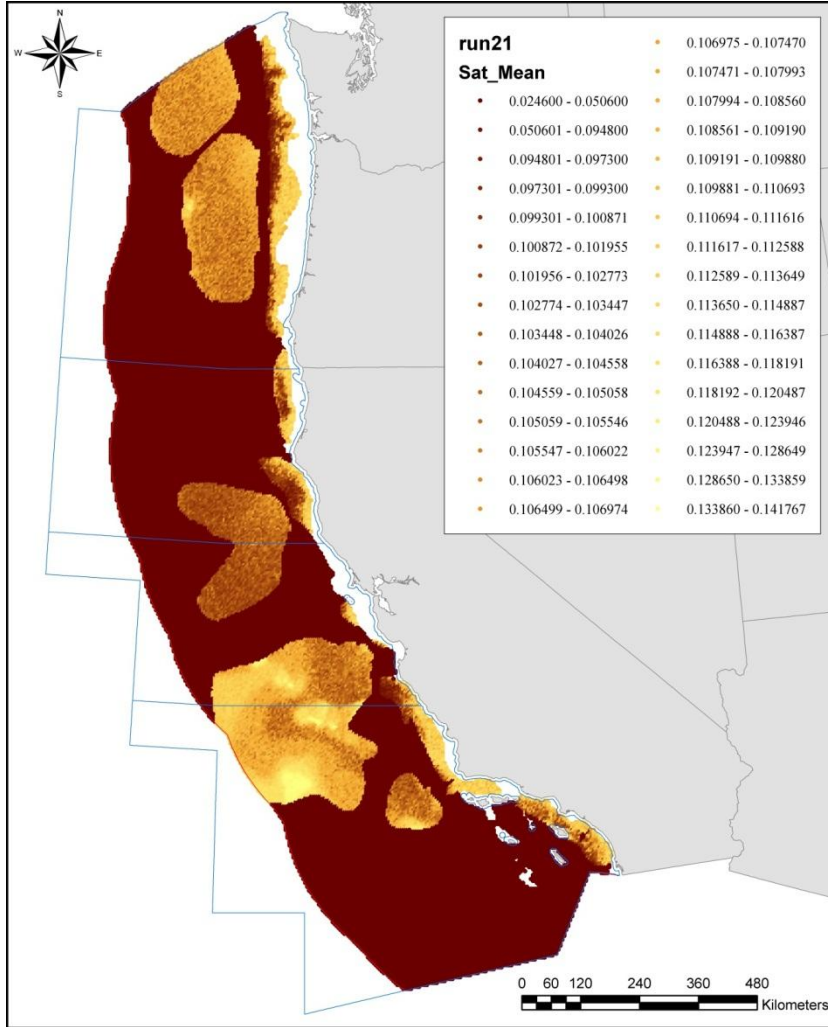 N
W E
S
run21
Sat_Mean
0.024600 - 0.050600
0.050601 - 0.094800
0.094801 - 0.097300
0.097301 - 0.099300
0.099301 - 0.100871
0.100872 - 0.101955
0.101956 - 0.102773
0.102774 - 0.103447
0.103448 - 0.104026
0.104027 - 0.104558
0.104559 - 0.105058
0.105059 - 0.105546
0.105547 - 0.106022
0.106023 - 0.106498
0.106499 - 0.106974
0.106975 - 0.107470
0.107471 - 0.107993
0.107994 - 0.108560
0.108561 - 0.109190
0.109191 - 0.109880
0.109881 - 0.110693
0.110694 - 0.111616
0.111617 - 0.112588
0.112589 - 0.113649
0.113650 - 0.114887
0.114888 - 0.116387
0.116388 - 0.118191
0.118192 - 0.120487
0.120488 - 0.123946
0.123947 - 0.128649
0.128650 - 0.133859
0.133860 - 0.141767
0 60 120 240 360 480
Kilometers